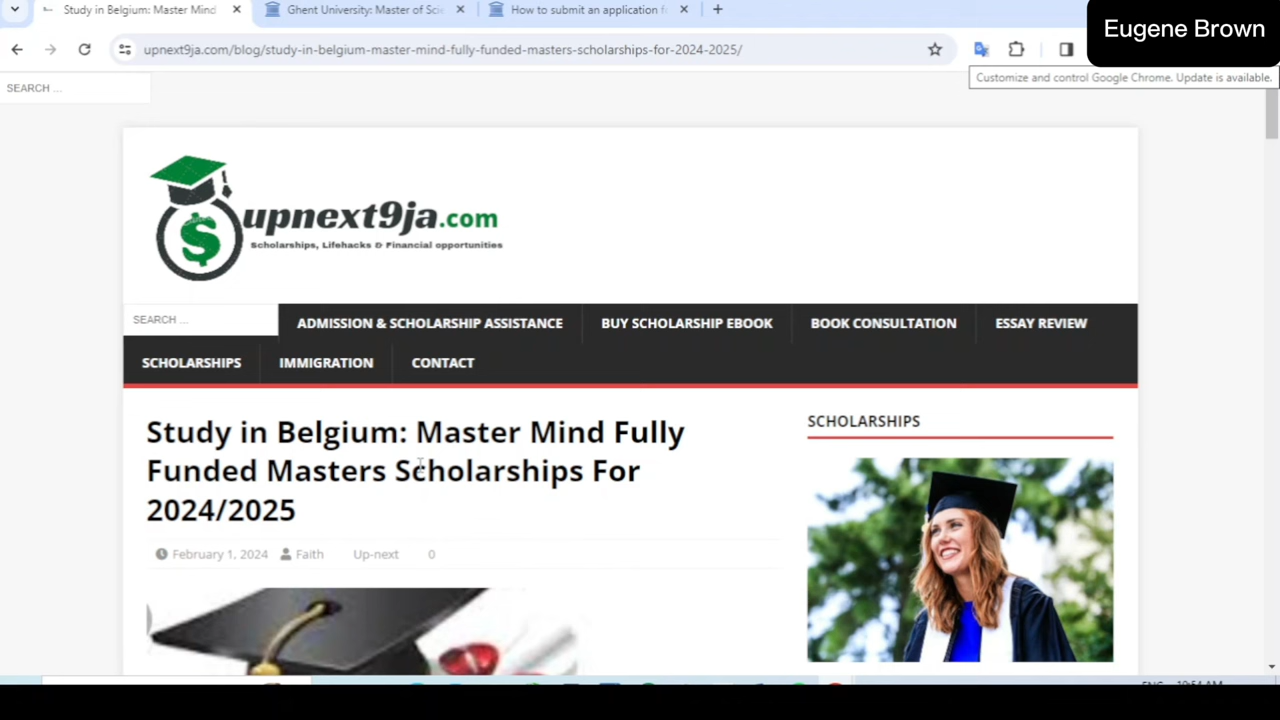 Study in Belgium: Master Mind
Ghent University: Master of Sci
How to submit an application f
Eugene Brown
upnext9ja.com/blog/study-in-belgium-master-mind-fully-funded-masters-scholarships-for-2024-2025/
Customize and control Google Chrome. Update is available.
SEARCH ...
upnext9ja.com
Scholarships, Lifehacks & Financial opportunities
SEARCH ...
ADMISSION & SCHOLARSHIP ASSISTANCE
BUY SCHOLARSHIP EBOOK
BOOK CONSULTATION
ESSAY REVIEW
SCHOLARSHIPS
IMMIGRATION
CONTACT
Study in Belgium: Master Mind Fully
Funded Masters Scholarships For
2024/2025
February 1, 2024
Faith
Up-next
0
SCHOLARSHIPS